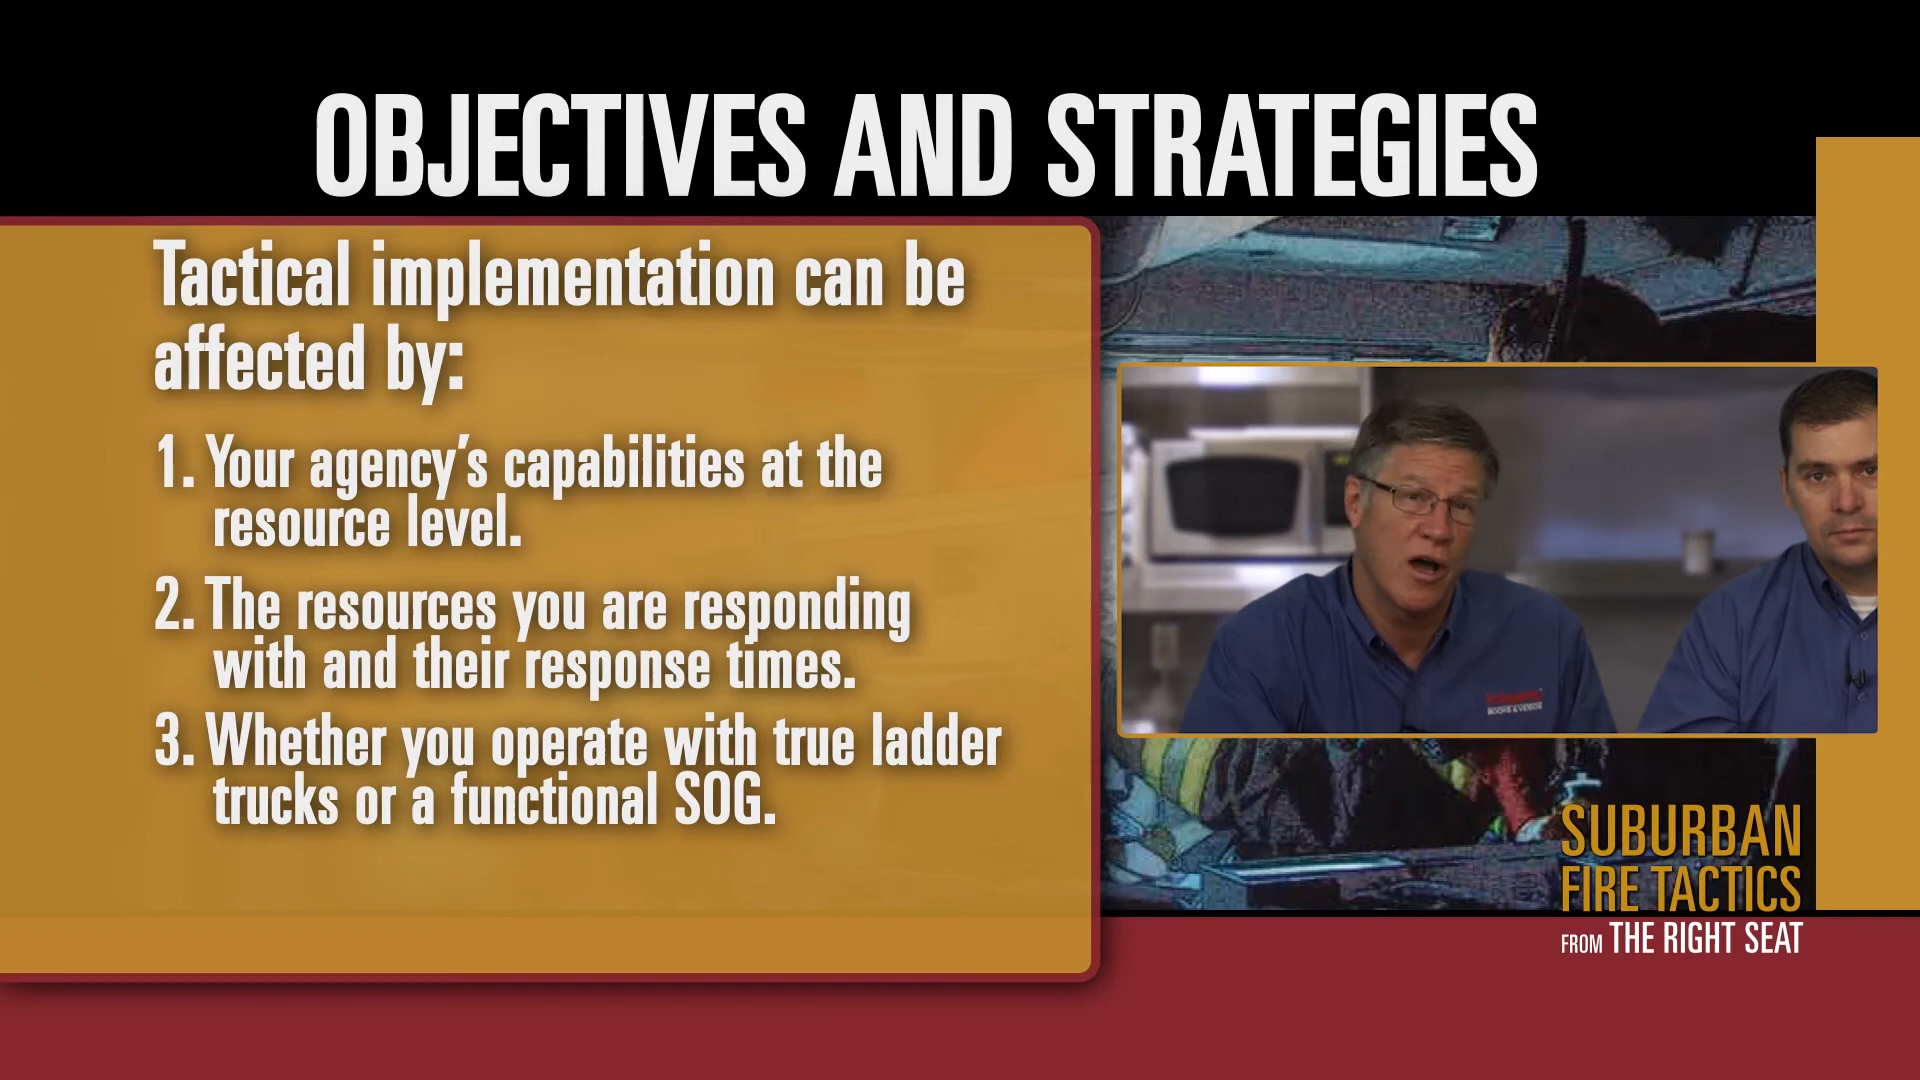 OBJECTIVES AND STRATEGIES
Tactical implementation can be
affected by:
1. Your agency's capabilities at the
resource level.
2. The resources you are responding
with and their response times.
3. Whether you operate with true ladder
trucks or a functional SOG.
BOOKS & VIDEOS
SUBURBAN
FIRE TACTICS
FROM THE RIGHT SEAT